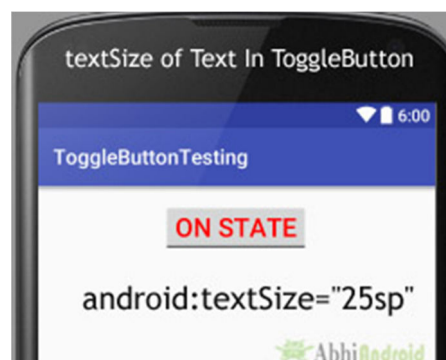 textSize of Text In ToggleButton
6:00
ToggleButtonTesting
ON STATE
android:textSize="25sp"
AbhiAndroid